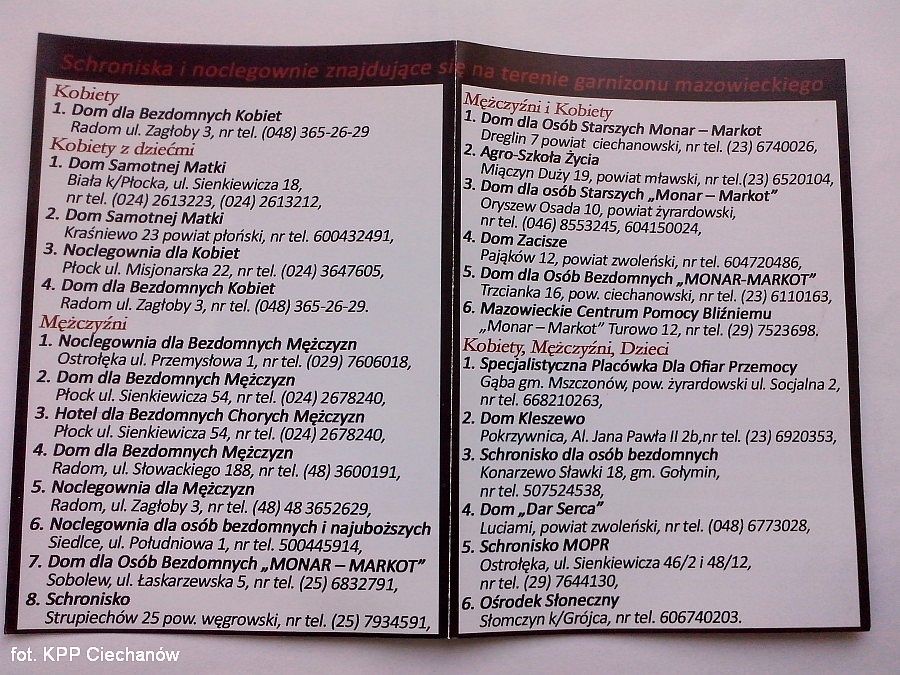 Schroniska i noclegownie znajdujące się na terenie garnizonu mazowieckiego
Kobiety
1. Dom dla Bezdomnych Kobiet
Radom ul. Zagłoby 3, nr tel. (048) 365-26-29
Kobiety z dziećmi
1. Dom Samotnej Matki
Biała k/Płocka, ul. Sienkiewicza 18,
nr tel. (024) 2613223, (024) 2613212,
2. Dom Samotnej Matki
Kraśniewo 23 powiat płoński, nr tel. 600432491,
3. Noclegownia dla Kobiet
Płock ul. Misjonarska 22, nr tel. (024) 3647605,
4. Dom dla Bezdomnych Kobiet
Radom ul. Zagłoby 3, nr tel. (048) 365-26-29.
Mężczyźni
1. Noclegownia dla Bezdomnych Mężczyzn
Ostrołęka ul. Przemysłowa 1, nr tel. (029) 7606018,
2. Dom dla Bezdomnych Mężczyzn
Płock ul. Sienkiewicza 54, nr tel. (024) 2678240,
3. Hotel dla Bezdomnych Chorych Mężczyzn
Płock ul. Sienkiewicza 54, nr tel. (024) 2678240,
4. Dom dla Bezdomnych Mężczyzn
Radom, ul. Słowackiego 188, nr tel. (48) 3600191,
5. Noclegownia dla Mężczyzn
Radom, ul. Zagłoby 3, nr tel. (48) 48 3652629,
6. Noclegownia dla osób bezdomnych i najuboższych
Siedlce, ul. Południowa 1, nr tel. 500445914,
7. Dom dla Osób Bezdomnych „MONAR – MARKOT”
Sobolew, ul. Łaskarzewska 5, nr tel. (25) 6832791,
8. Schronisko
Strupiechów 25 pow. węgrowski, nr tel. (25) 7934591,
Mężczyźni i Kobiety
1. Dom dla Osób Starszych Monar – Markot
Dreglin 7 powiat ciechanowski, nr tel. (23) 6740026,
2. Agro-Szkoła Życia
Miączyn Duży 19, powiat mławski, nr tel.(23) 6520104,
3. Dom dla osób Starszych „Monar – Markot”
Oryszew Osada 10, powiat żyrardowski,
nr tel. (046) 8553245, 604150024,
4. Dom Zacisze
Pająków 12, powiat zwoleński, nr tel. 604720486,
5. Dom dla Osób Bezdomnych „MONAR-MARKOT”
Trzcianka 16, pow. ciechanowski, nr tel. (23) 6110163,
6. Mazowieckie Centrum Pomocy Bliźniemu
„Monar – Markot” Turowo 12, nr tel. (29) 7523698.
Kobiety, Mężczyźni, Dzieci
1. Specjalistyczna Placówka Dla Ofiar Przemocy
Gąba gm. Mszczonów, pow. żyrardowski ul. Socjalna 2,
nr tel. 668210263,
2. Dom Kleszewo
Pokrzywnica, Al. Jana Pawła II 2b,nr tel. (23) 6920353,
3. Schronisko dla osób bezdomnych
Konarzewo Sławki 18, gm. Gołymin,
nr tel. 507524538,
4. Dom „Dar Serca”
Luciami, powiat zwoleński, nr tel. (048) 6773028,
5. Schronisko MOPR
Ostrołęka, ul. Sienkiewicza 46/2 i 48/12,
nr tel. (29) 7644130,
6. Ośrodek Słoneczny
Słomczyn k/Grójca, nr tel. 606740203.
fot. KPP Ciechanów